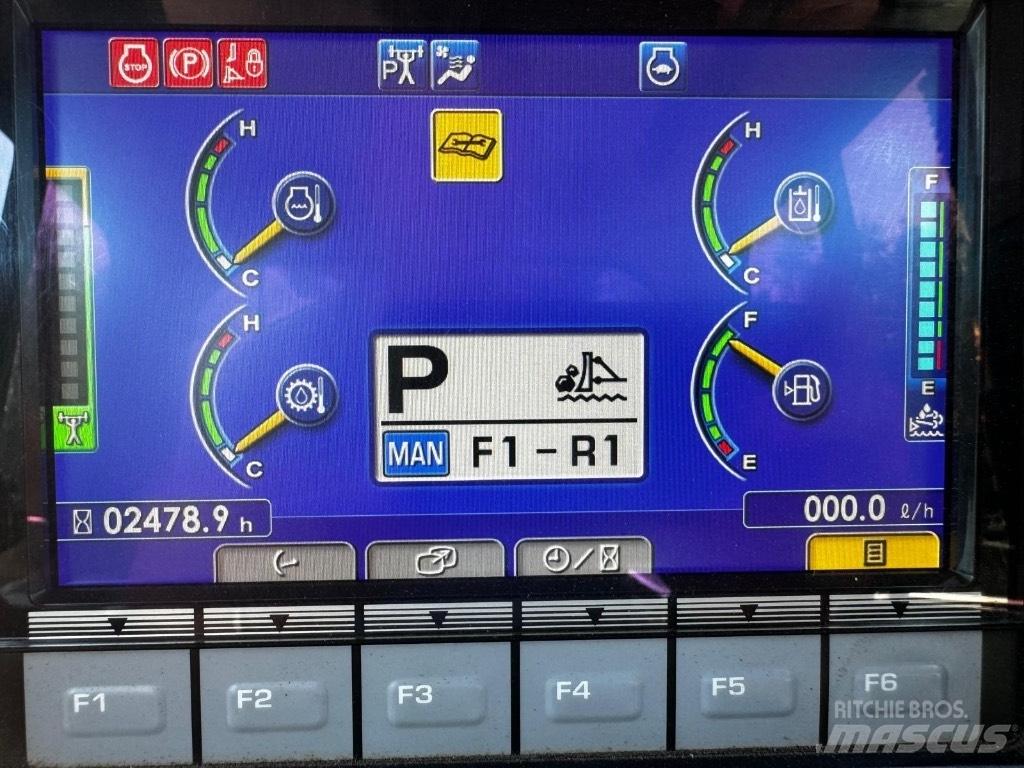 STOP P P
H H
F
C C
H F
E
P
MAN F1 - R1
C E
02478.9 h 000.0 ℓ/h
F1 F2 F3 F4 F5 F6
RITCHIE BROS.
MASCUS